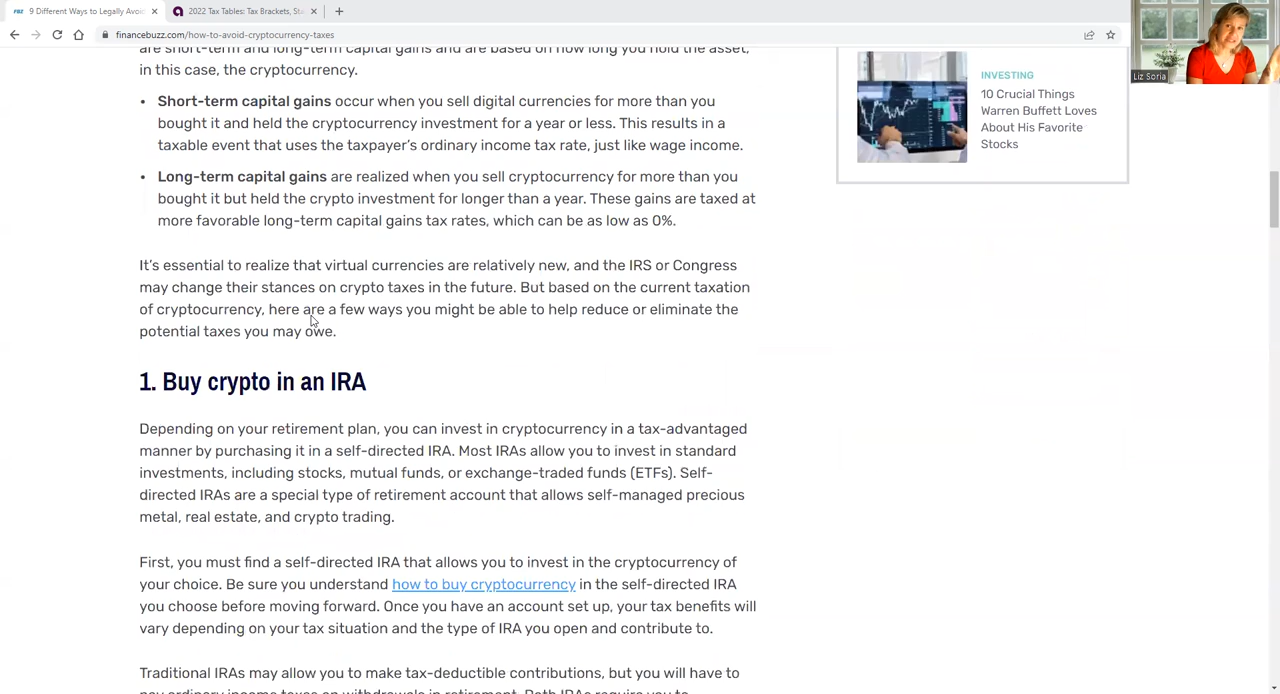 9 Different Ways to Legally Avoi
2022 Tax Tables: Tax Brackets, Sta
financebuzz.com/how-to-avoid-cryptocurrency-taxes
Liz Soria
are short-term and long-term capital gains and are based on how long you hold the asset,
in this case, the cryptocurrency.
• Short-term capital gains occur when you sell digital currencies for more than you
bought it and held the cryptocurrency investment for a year or less. This results in a
taxable event that uses the taxpayer's ordinary income tax rate, just like wage income.
• Long-term capital gains are realized when you sell cryptocurrency for more than you
bought it but held the crypto investment for longer than a year. These gains are taxed at
more favorable long-term capital gains tax rates, which can be as low as 0%.
It's essential to realize that virtual currencies are relatively new, and the IRS or Congress
may change their stances on crypto taxes in the future. But based on the current taxation
of cryptocurrency, here are a few ways you might be able to help reduce or eliminate the
potential taxes you may owe.
1. Buy crypto in an IRA
Depending on your retirement plan, you can invest in cryptocurrency in a tax-advantaged
manner by purchasing it in a self-directed IRA. Most IRAs allow you to invest in standard
investments, including stocks, mutual funds, or exchange-traded funds (ETFs). Self-
directed IRAs are a special type of retirement account that allows self-managed precious
metal, real estate, and crypto trading.
First, you must find a self-directed IRA that allows you to invest in the cryptocurrency of
your choice. Be sure you understand how to buy cryptocurrency in the self-directed IRA
you choose before moving forward. Once you have an account set up, your tax benefits will
vary depending on your tax situation and the type of IRA you open and contribute to.
Traditional IRAs may allow you to make tax-deductible contributions, but you will have to
pay ordinary income taxes on withdrawals in retirement. Roth IRAs require you to
INVESTING
10 Crucial Things
Warren Buffett Loves
About His Favorite
Stocks